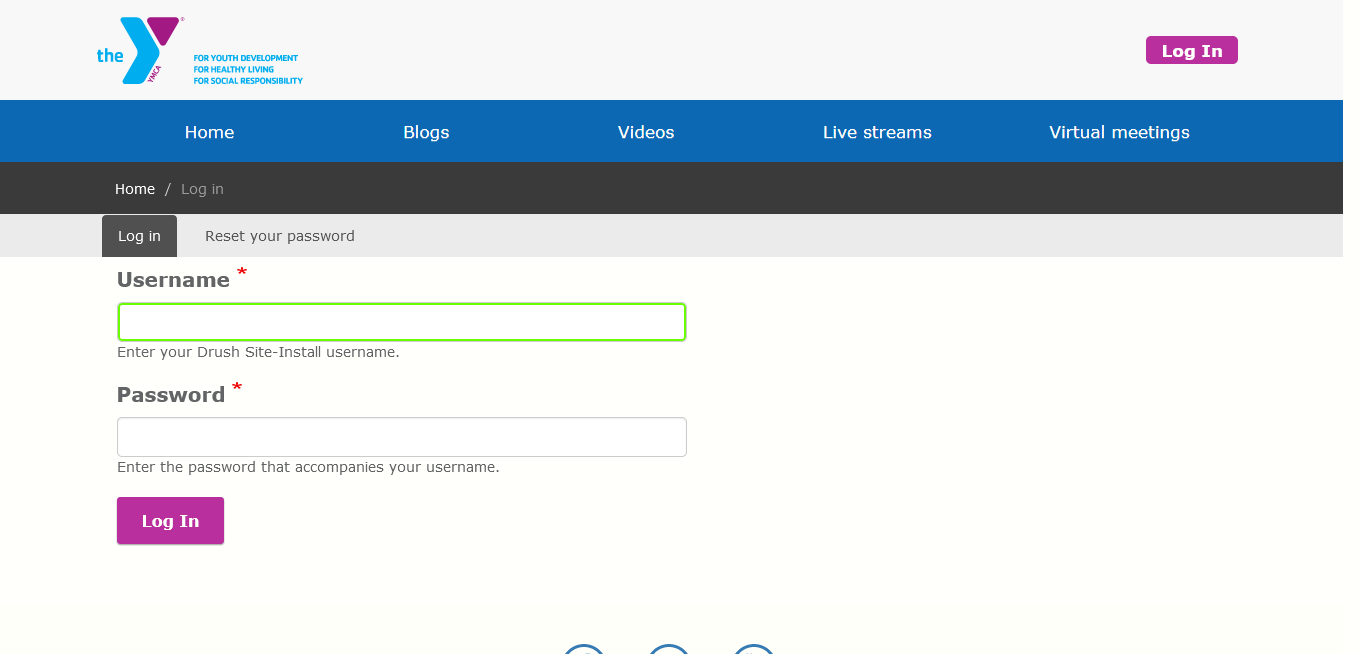 the
YMCA
®
FOR YOUTH DEVELOPMENT
FOR HEALTHY LIVING
FOR SOCIAL RESPONSIBILITY
Log In
Home Blogs Videos Live streams Virtual meetings
Home / Log in
Log in Reset your password
Username *
Enter your Drush Site-Install username.
Password *
Enter the password that accompanies your username.
Log In